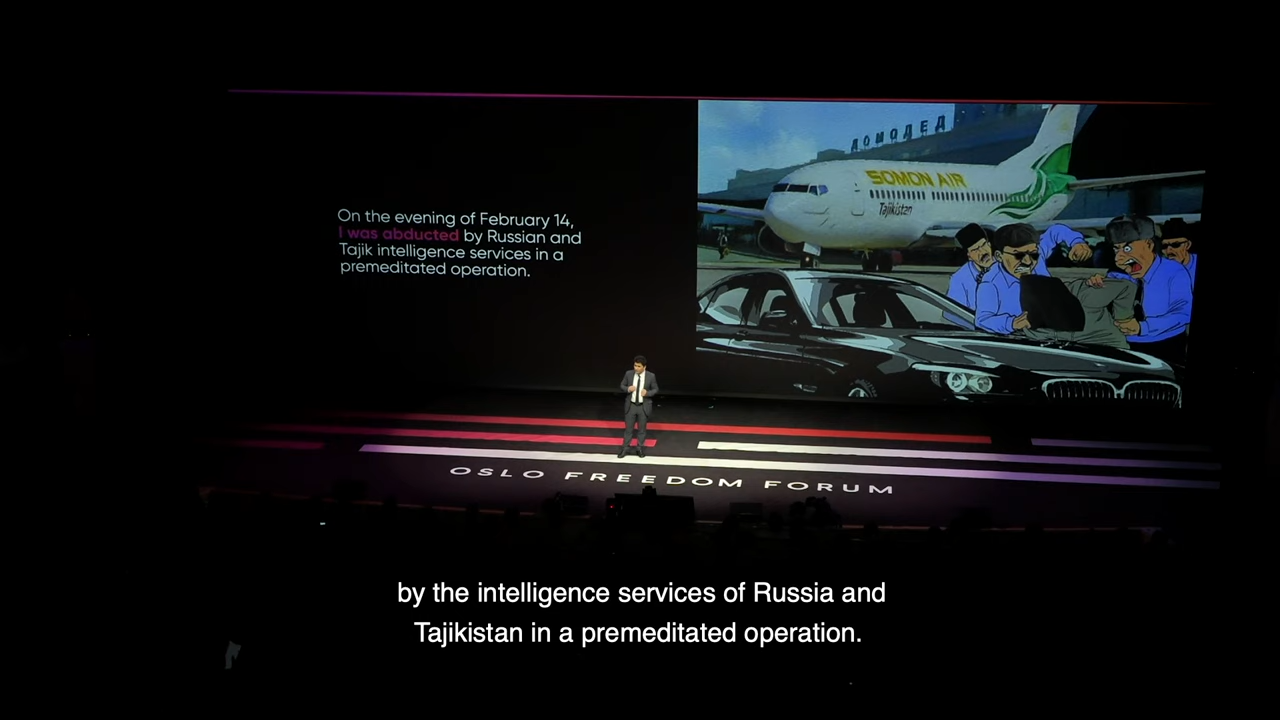 ДОМОДЕД
SOMON AIR
Tajikistan
On the evening of February 14,
I was abducted by Russian and
Tajik intelligence services in a
premeditated operation.
OSLO FREEDOM FORUM
by the intelligence services of Russia and
Tajikistan in a premeditated operation.